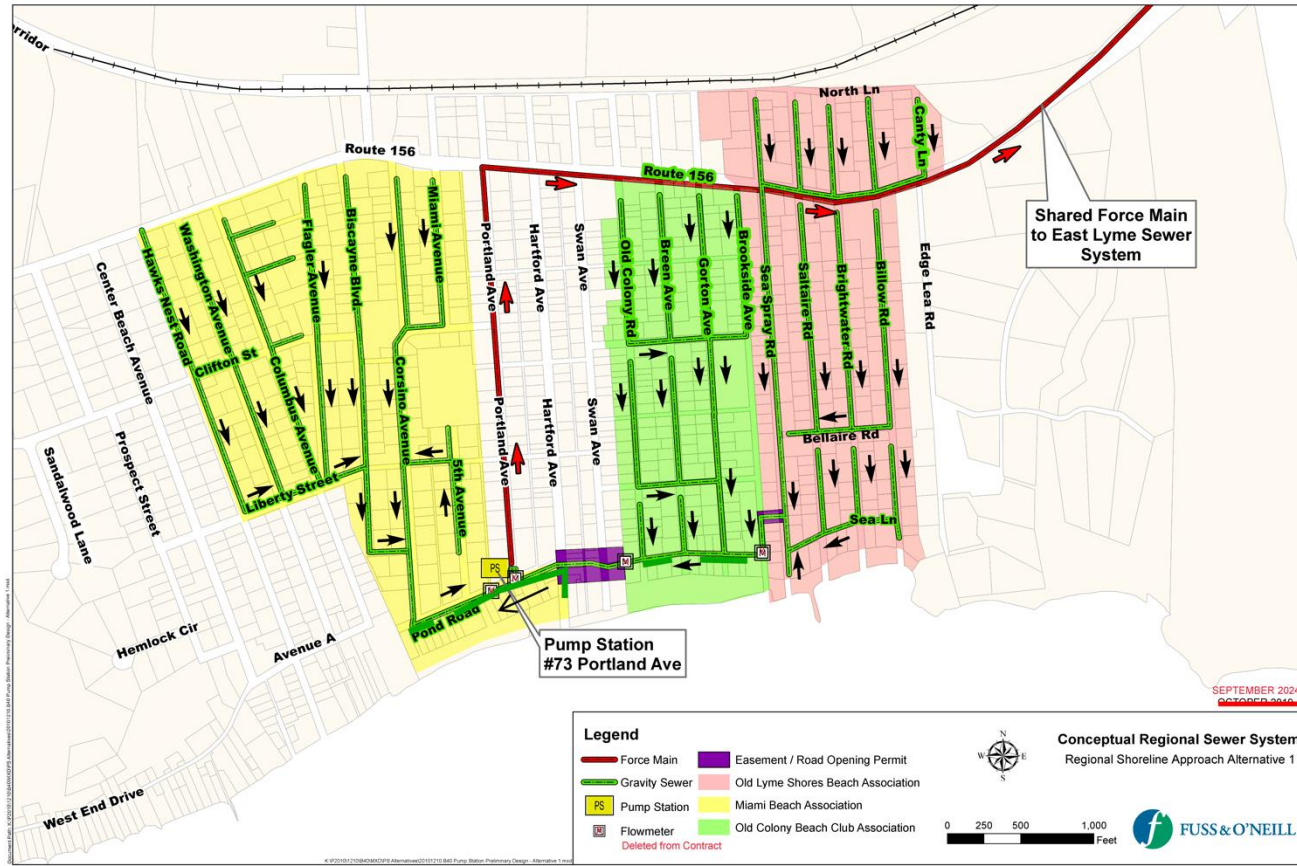 orridor
North Ln
Canty Ln
Route 156
Route 156
Shared Force Main
to East Lyme Sewer
System
Hawks Nest Road
Washington Avenue
Flagler Avenue
Biscayne Blvd.
Miami Avenue
Portland Ave
Hartford Ave
Swan Ave
Old Colony Rd
Breen Ave
Gorton Ave
Brookside Ave
Sea Spray Rd
Saltaire Rd
Brightwater Rd
Billow Rd
Edge Lea Rd
Center Beach Avenue
Clifton St
Columbus Avenue
Corsino Avenue
Portland Ave
Hartford Ave
Swan Ave
Bellaire Rd
Sandalwood Lane
Prospect Street
Liberty Street
5th Avenue
Sea Ln
PS
M
M
M
M
Pond Road
Hemlock Cir
Avenue A
Pump Station
#73 Portland Ave
West End Drive
SEPTEMBER 2024
OCTOBER 2019
Legend
Force Main
Gravity Sewer
PS Pump Station
M Flowmeter
Deleted from Contract
Easement / Road Opening Permit
Old Lyme Shores Beach Association
Miami Beach Association
Old Colony Beach Club Association
N
W E
S
Conceptual Regional Sewer System
Regional Shoreline Approach Alternative 1
0 250 500 1,000
Feet
f FUSS & O'NEILL